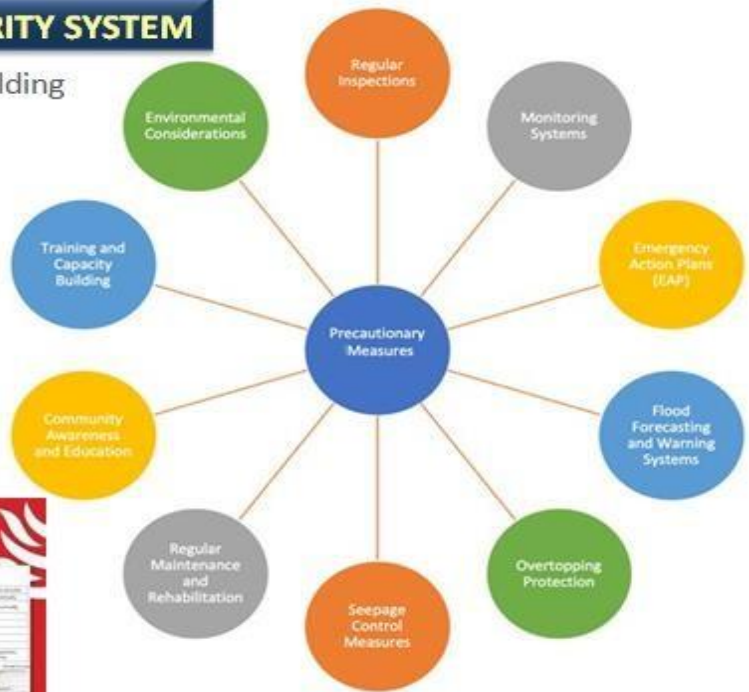 RITY SYSTEM
lding
Regular
Inspections
Monitoring
Systems
Emergency
Action Plans
(EAP)
Flood
Forecasting
and Warning
Systems
Overtopping
Protection
Seepage
Control
Measures
Regular
Maintenance
and
Rehabilitation
Community
Awareness
and Education
Training and
Capacity
Building
Environmental
Considerations
Precautionary
Measures